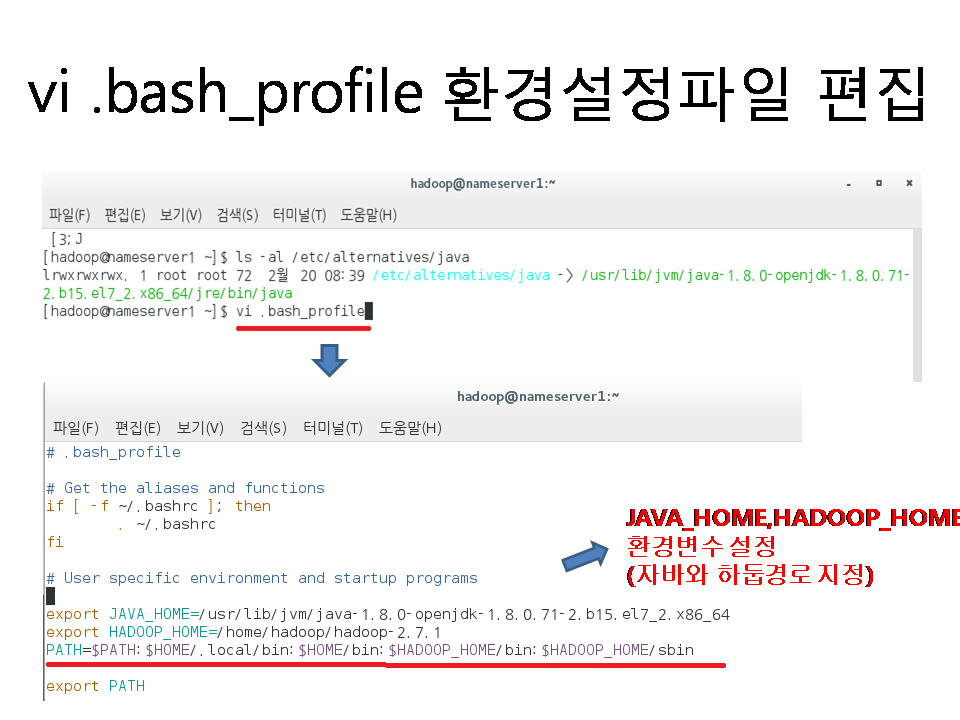 vi .bash_profile 환경설정파일 편집
hadoop@nameserver1:~
파일(F) 편집(E) 보기(V) 검색(S) 터미널(T) 도움말(H)
[3;J
[hadoop@nameserver1 ~]$ ls -al /etc/alternatives/java
lrwxrwxrwx. 1 root root 72 2월 20 08:39 /etc/alternatives/java -> /usr/lib/jvm/java-1.8.0-openjdk-1.8.0.71-
2.b15.el7_2.x86_64/jre/bin/java
[hadoop@nameserver1 ~]$ vi .bash_profile
hadoop@nameserver1:~
파일(F) 편집(E) 보기(V) 검색(S) 터미널(T) 도움말(H)
# .bash_profile
# Get the aliases and functions
if [ -f ~/.bashrc ]; then
. ~/.bashrc
fi
# User specific environment and startup programs
export JAVA_HOME=/usr/lib/jvm/java-1.8.0-openjdk-1.8.0.71-2.b15.el7_2.x86_64
export HADOOP_HOME=/home/hadoop/hadoop-2.7.1
PATH=$PATH:$HOME/.local/bin:$HOME/bin:$HADOOP_HOME/bin:$HADOOP_HOME/sbin
export PATH
JAVA_HOME,HADOOP_HOME
환경변수 설정
(자바와 하둡경로 지정)